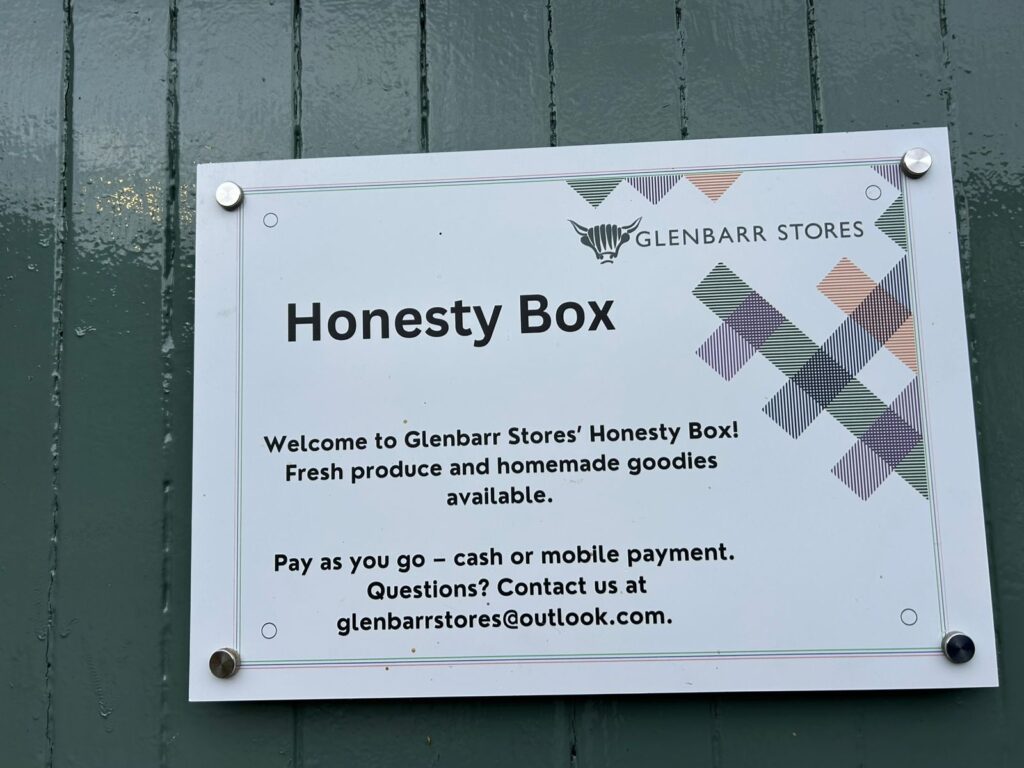 GLENBARR STORES
Honesty Box
Welcome to Glenbarr Stores’ Honesty Box!
Fresh produce and homemade goodies
available.
Pay as you go – cash or mobile payment.
Questions? Contact us at
glenbarrstores@outlook.com.